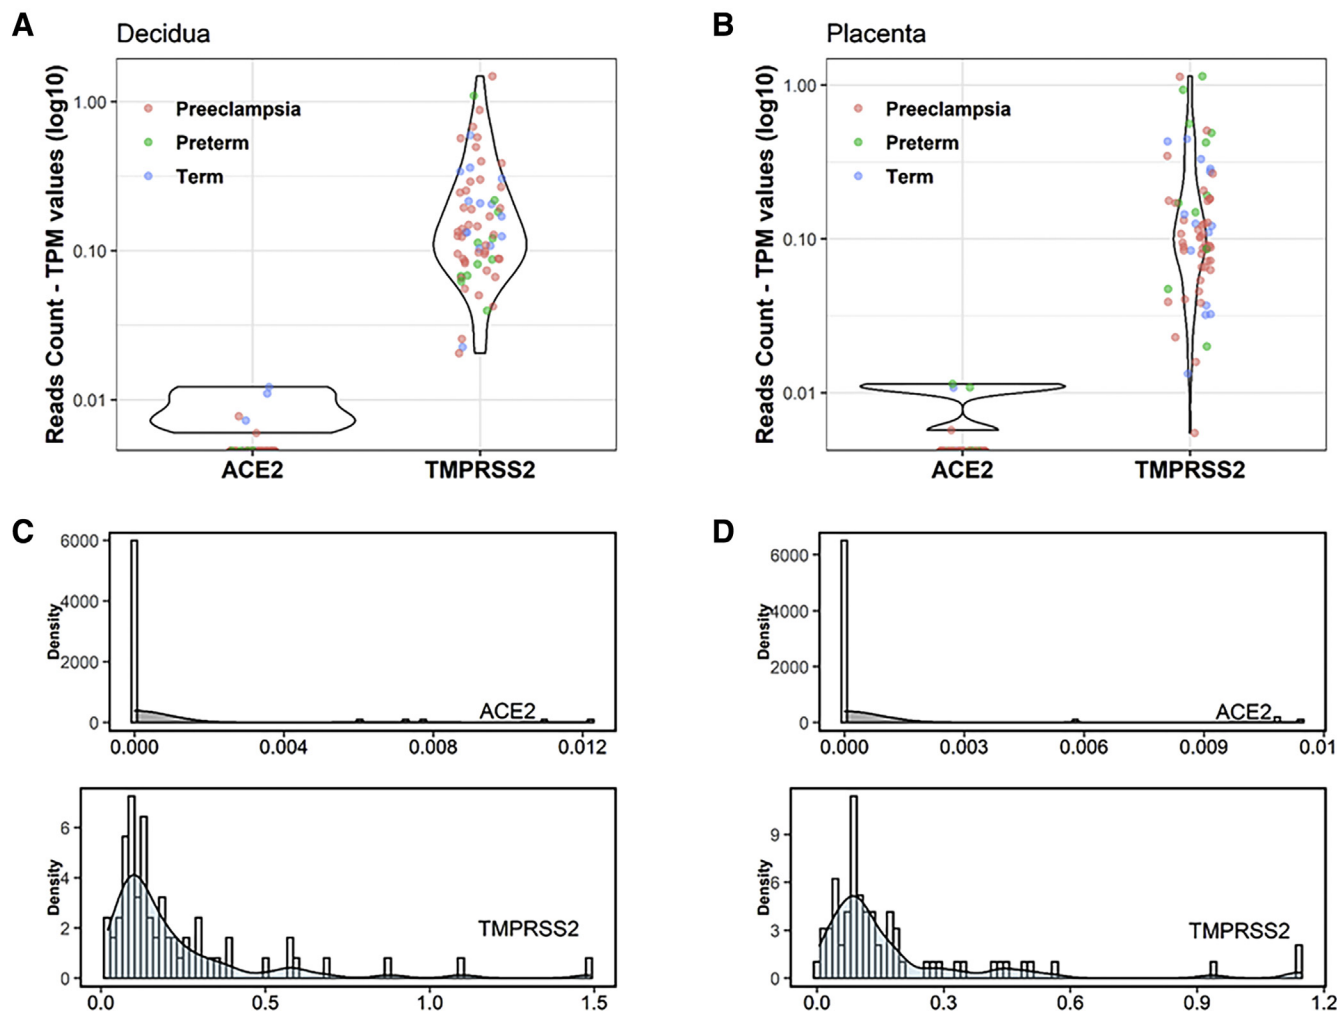 A
Decidua
Reads Count - TPM values (log10)
1.00
0.10
0.01
Preeclampsia
Preterm
Term
ACE2
TMPRSS2
B
Placenta
Reads Count - TPM values (log10)
1.00
0.10
0.01
Preeclampsia
Preterm
Term
ACE2
TMPRSS2
C
Density
6000
4000
2000
0
ACE2
0.000 0.004 0.008 0.012
Density
6
4
2
0
TMPRSS2
0.0 0.5 1.0 1.5
D
Density
6000
4000
2000
0
ACE2
0.000 0.003 0.006 0.009 0.01
Density
9
6
3
0
TMPRSS2
0.0 0.3 0.6 0.9 1.2